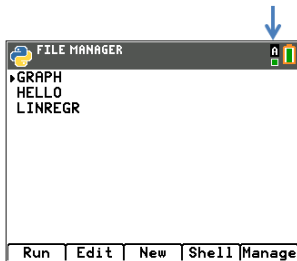 FILE MANAGER
A
GRAPH
HELLO
LINREGR
Run Edit New Shell Manage